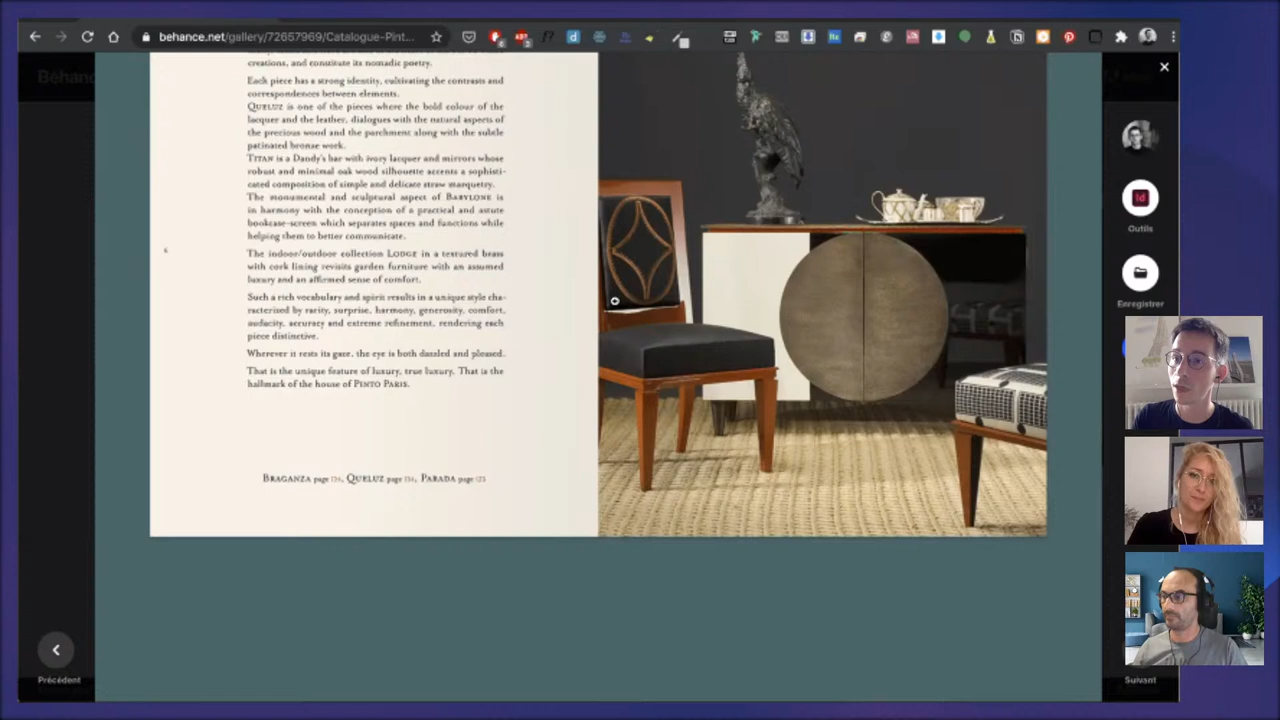 behance.net/gallery/72657969/Catalogue-Pint...
creations, and constitute its nomadic poetry.
Each piece has a strong identity, cultivating the contrasts and
correspondences between elements.
QUELUZ is one of the pieces where the bold colour of the
lacquer and the leather, dialogues with the natural aspects of
the precious wood and the parchment along with the subtle
patinated bronze work.
TITAN is a Dandy's bar with ivory lacquer and mirrors whose
robust and minimal oak wood silhouette accents a sophisti-
cated composition of simple and delicate straw marquetry.
The monumental and sculptural aspect of BABYLONE is
in harmony with the conception of a practical and astute
bookcase-screen which separates spaces and functions while
helping them to better communicate.
The indoor/outdoor collection LODGE in a textured brass
with cork lining revisits garden furniture with an assumed
luxury and an affirmed sense of comfort.
Such a rich vocabulary and spirit results in a unique style cha-
racterized by rarity, surprise, harmony, generosity, comfort,
audacity, accuracy and extreme refinement, rendering each
piece distinctive.
Wherever it rests its gaze, the eye is both dazzled and pleased.
That is the unique feature of luxury, true luxury. That is the
hallmark of the house of PINTO PARIS.
BRAGANZA page QUELUZ page PARADA page
Id
Outils
Enregistrer
Précédent
Suivant